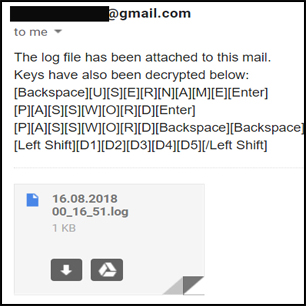 @gmail.com
to me
The log file has been attached to this mail.
Keys have also been decrypted below:
[Backspace][U][S][E][R][N][A][M][E][Enter]
[P][A][S][S][W][O][R][D][Enter]
[P][A][S][S][W][O][R][D][Backspace][Backspace]
[Left Shift][D1][D2][D3][D4][D5][/Left Shift]
16.08.2018
00_16_51.log
1 KB